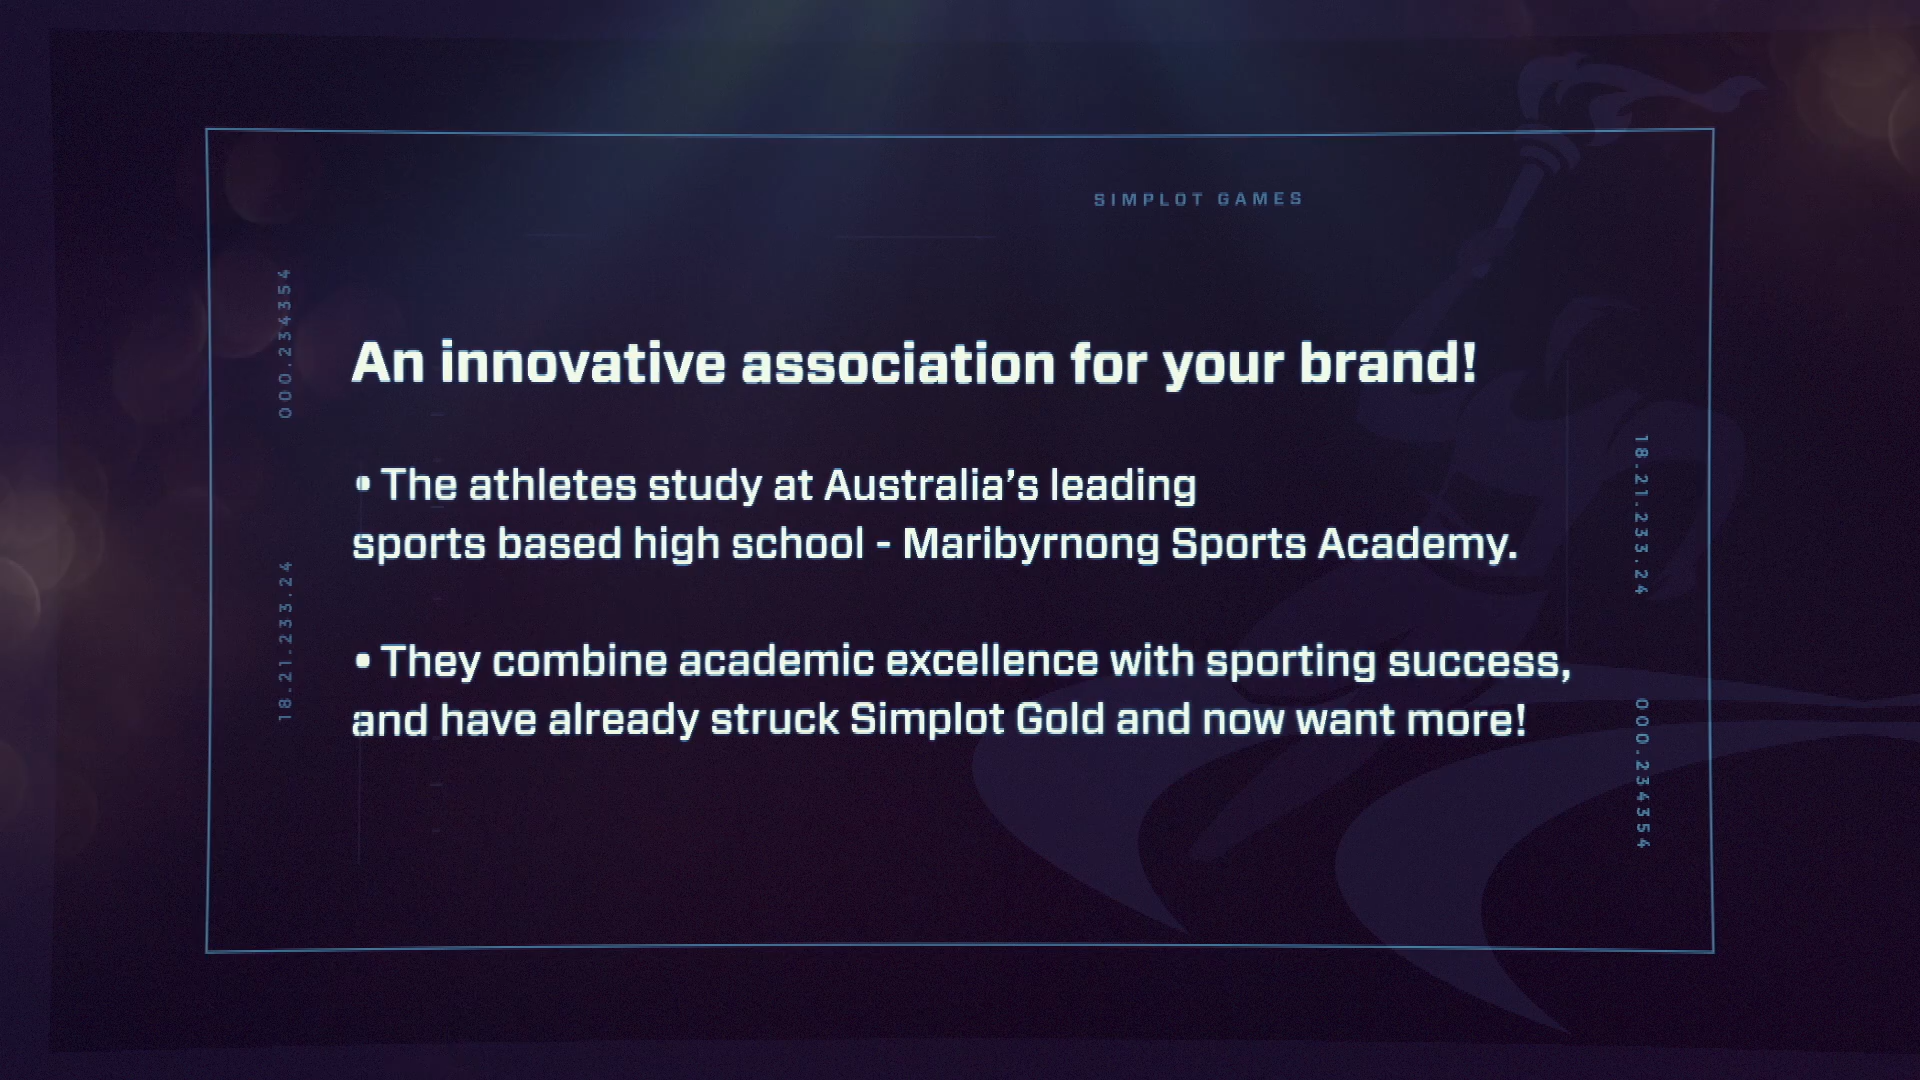 SIMPLOT GAMES
000.234354
18.21.233.24
An innovative association for your brand!
• The athletes study at Australia’s leading
sports based high school - Maribyrnong Sports Academy.
• They combine academic excellence with sporting success,
and have already struck Simplot Gold and now want more!
18.21.233.24
000.234354